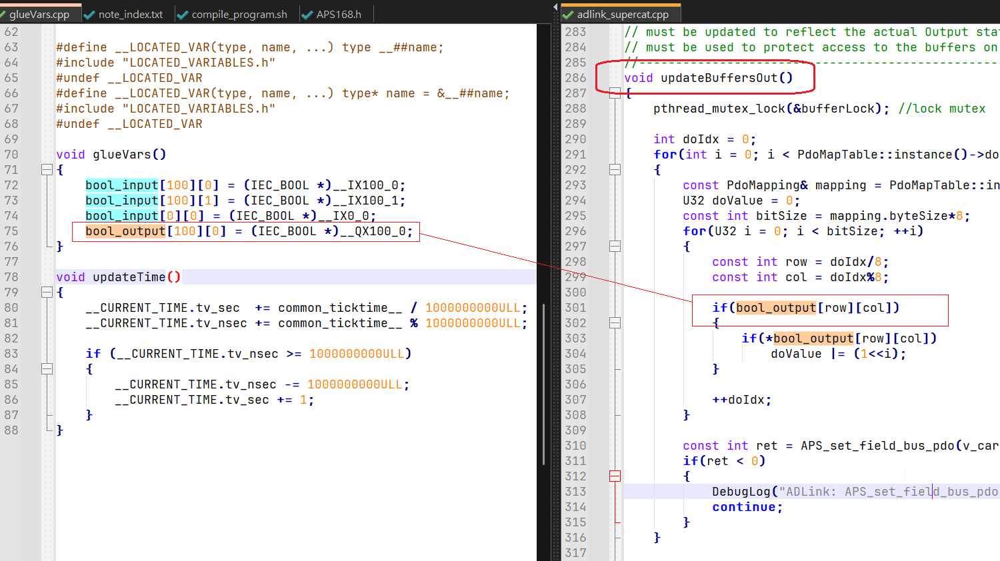 glueVars.cpp note_index.txt compile_program.sh APS168.h
62
63 #define __LOCATED_VAR(type, name, ...) type __##name;
64 #include "LOCATED_VARIABLES.h"
65 #undef __LOCATED_VAR
66 #define __LOCATED_VAR(type, name, ...) type* name = &__##name;
67 #include "LOCATED_VARIABLES.h"
68 #undef __LOCATED_VAR
69
70 void glueVars()
71 {
72 bool_input[100][0] = (IEC_BOOL *)__IX100_0;
73 bool_input[100][1] = (IEC_BOOL *)__IX100_1;
74 bool_input[0][0] = (IEC_BOOL *)__IX0_0;
75 bool_output[100][0] = (IEC_BOOL *)__QX100_0;
76 }
77
78 void updateTime()
79 {
80 __CURRENT_TIME.tv_sec += common_ticktime__ / 1000000000ULL;
81 __CURRENT_TIME.tv_nsec += common_ticktime__ % 1000000000ULL;
82
83 if (__CURRENT_TIME.tv_nsec >= 1000000000ULL)
84 {
85 __CURRENT_TIME.tv_nsec -= 1000000000ULL;
86 __CURRENT_TIME.tv_sec += 1;
87 }
88 }
adlink_supercat.cpp
283 // must be updated to reflect the actual Output sta
284 // must be used to protect access to the buffers on
285 //-------------------------------------------------
286 void updateBuffersOut()
287 {
288 pthread_mutex_lock(&bufferLock); //lock mutex
289
290 int doIdx = 0;
291 for(int i = 0; i < PdoMapTable::instance()->do
292 {
293 const PdoMapping& mapping = PdoMapTable::in
294 U32 doValue = 0;
295 const int bitSize = mapping.byteSize*8;
296 for(U32 i = 0; i < bitSize; ++i)
297 {
298 const int row = doIdx/8;
299 const int col = doIdx%8;
300
301 if(bool_output[row][col])
302 {
303 if(*bool_output[row][col])
304 doValue |= (1<<i);
305 }
306
307 ++doIdx;
308 }
309
310 const int ret = APS_set_field_bus_pdo(v_car
311 if(ret < 0)
312 {
313 DebugLog("ADLink: APS_set_field_bus_pdo
314 continue;
315 }
316 }
317